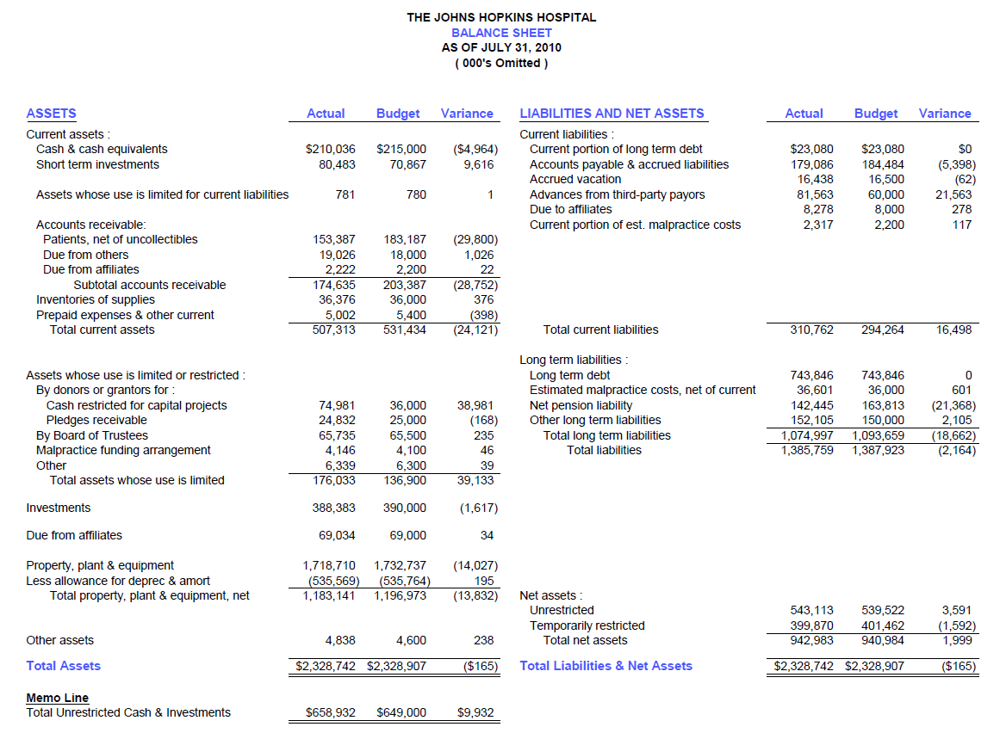 THE JOHNS HOPKINS HOSPITAL
BALANCE SHEET
AS OF JULY 31, 2010
( 000's Omitted )
ASSETS Actual Budget Variance
Current assets :
Cash & cash equivalents $210,036 $215,000 ($4,964)
Short term investments 80,483 70,867 9,616
Assets whose use is limited for current liabilities 781 780 1
Accounts receivable:
Patients, net of uncollectibles 153,387 183,187 (29,800)
Due from others 19,026 18,000 1,026
Due from affiliates 2,222 2,200 22
Subtotal accounts receivable 174,635 203,387 (28,752)
Inventories of supplies 36,376 36,000 376
Prepaid expenses & other current 5,002 5,400 (398)
Total current assets 507,313 531,434 (24,121)
Assets whose use is limited or restricted :
By donors or grantors for :
Cash restricted for capital projects 74,981 36,000 38,981
Pledges receivable 24,832 25,000 (168)
By Board of Trustees 65,735 65,500 235
Malpractice funding arrangement 4,146 4,100 46
Other 6,339 6,300 39
Total assets whose use is limited 176,033 136,900 39,133
Investments 388,383 390,000 (1,617)
Due from affiliates 69,034 69,000 34
Property, plant & equipment 1,718,710 1,732,737 (14,027)
Less allowance for deprec & amort (535,569) (535,764) 195
Total property, plant & equipment, net 1,183,141 1,196,973 (13,832)
Other assets 4,838 4,600 238
Total Assets $2,328,742 $2,328,907 ($165)
Memo Line
Total Unrestricted Cash & Investments $658,932 $649,000 $9,932
LIABILITIES AND NET ASSETS Actual Budget Variance
Current liabilities :
Current portion of long term debt $23,080 $23,080 $0
Accounts payable & accrued liabilities 179,086 184,484 (5,398)
Accrued vacation 16,438 16,500 (62)
Advances from third-party payors 81,563 60,000 21,563
Due to affiliates 8,278 8,000 278
Current portion of est. malpractice costs 2,317 2,200 117
Total current liabilities 310,762 294,264 16,498
Long term liabilities :
Long term debt 743,846 743,846 0
Estimated malpractice costs, net of current 36,601 36,000 601
Net pension liability 142,445 163,813 (21,368)
Other long term liabilities 152,105 150,000 2,105
Total long term liabilities 1,074,997 1,093,659 (18,662)
Total liabilities 1,385,759 1,387,923 (2,164)
Net assets :
Unrestricted 543,113 539,522 3,591
Temporarily restricted 399,870 401,462 (1,592)
Total net assets 942,983 940,984 1,999
Total Liabilities & Net Assets $2,328,742 $2,328,907 ($165)